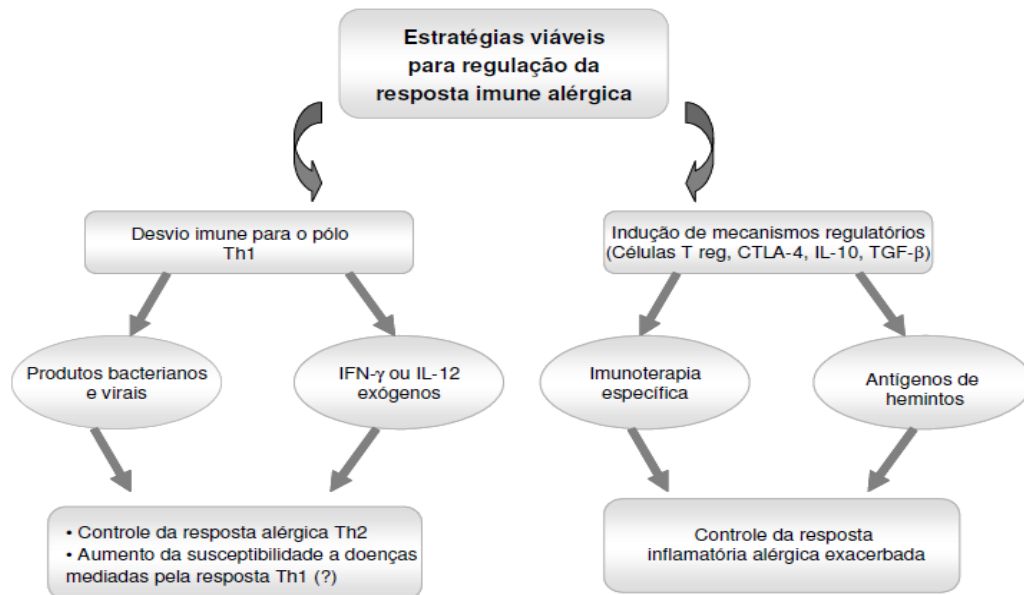 Estratégias viáveis
para regulação da
resposta imune alérgica
Desvio imune para o pólo
Th1
Indução de mecanismos regulatórios
(Células T reg, CTLA-4, IL-10, TGF-β)
Produtos bacterianos
e virais
IFN-γ ou IL-12
exógenos
Imunoterapia
específica
Antígenos de
hemintos
• Controle da resposta alérgica Th2
• Aumento da susceptibilidade a doenças
mediadas pela resposta Th1 (?)
Controle da resposta
inflamatória alérgica exacerbada